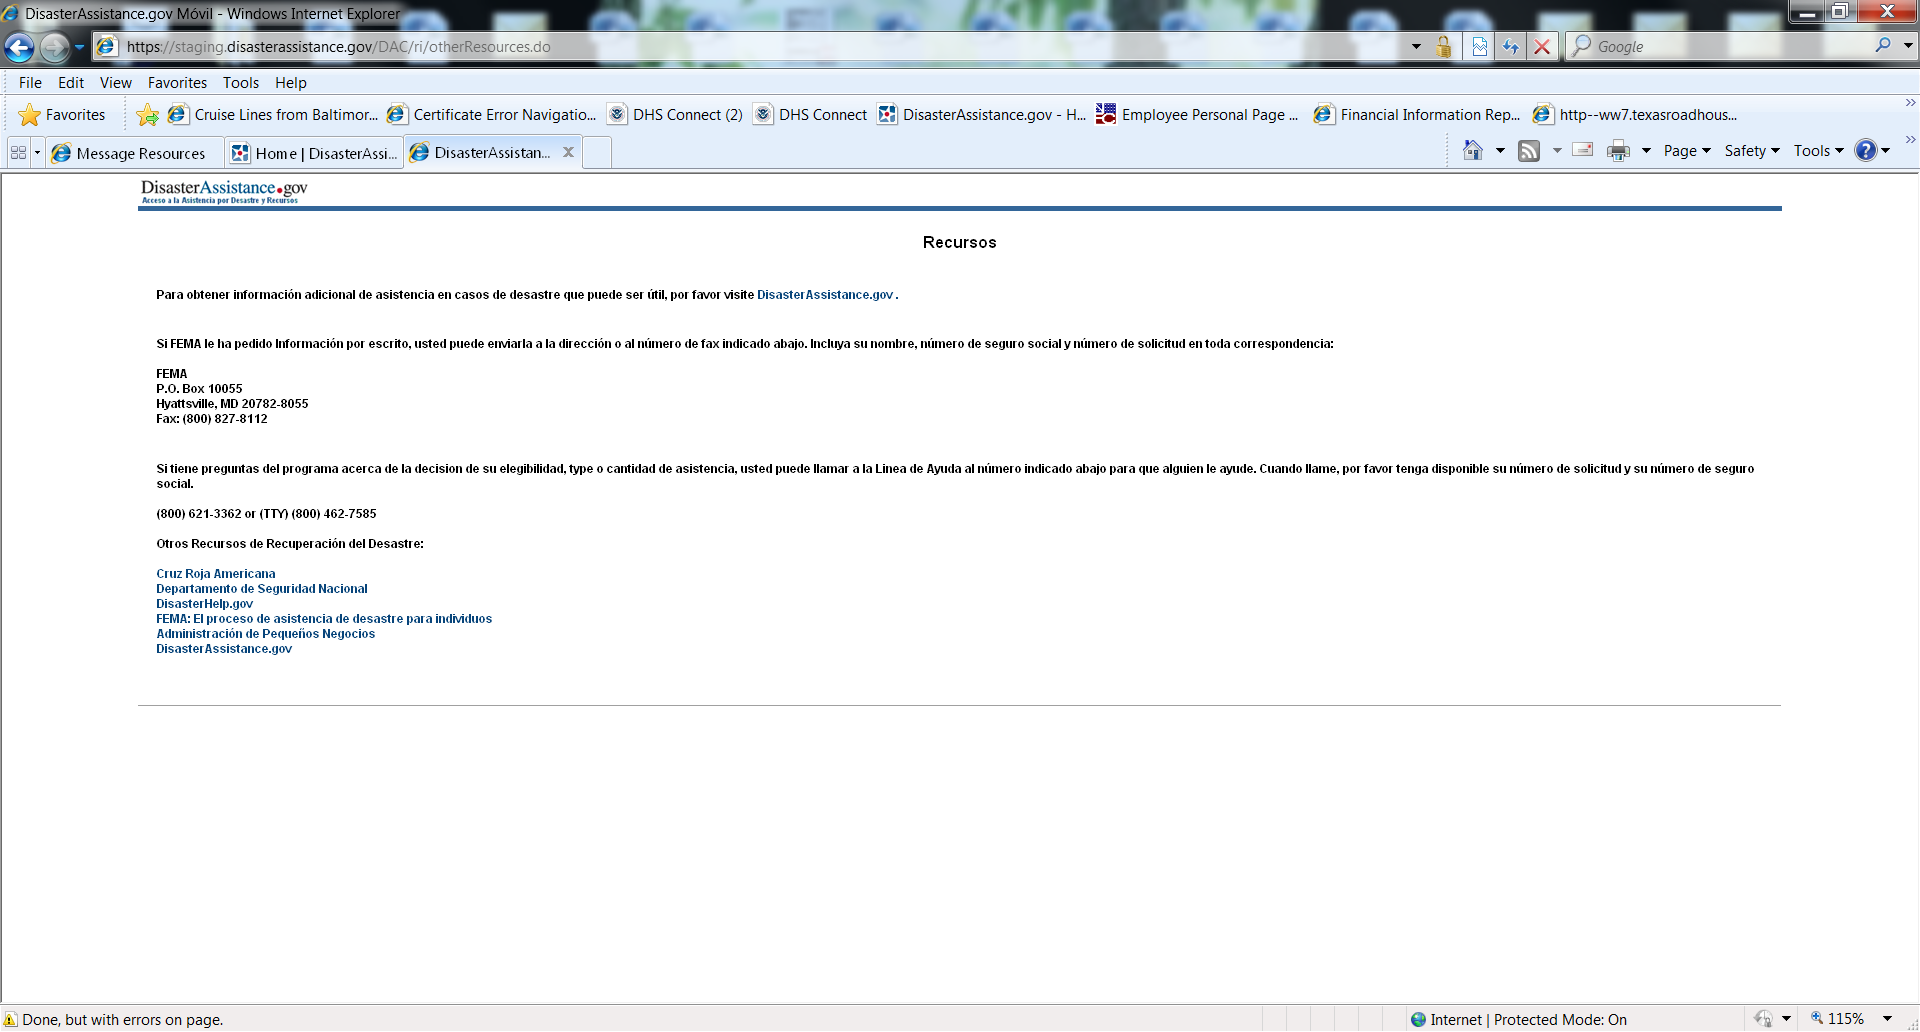 DisasterAssistance.gov Móvil - Windows Internet Explorer
https://staging.disasterassistance.gov/DAC/ri/otherResources.do
Google
File Edit View Favorites Tools Help
Favorites Cruise Lines from Baltimor... Certificate Error Navigatio... DHS Connect (2) DHS Connect DisasterAssistance.gov - H... Employee Personal Page ... Financial Information Rep... http--ww7.texasroadhous...
Message Resources Home | DisasterAssi... DisasterAssistan... Page Safety Tools
DisasterAssistance.gov
Acceso a la Asistencia por Desastre y Recursos
Recursos
Para obtener información adicional de asistencia en casos de desastre que puede ser útil, por favor visite DisasterAssistance.gov .
Si FEMA le ha pedido Información por escrito, usted puede enviarla a la dirección o al número de fax indicado abajo. Incluya su nombre, número de seguro social y número de solicitud en toda correspondencia:
FEMA
P.O. Box 10055
Hyattsville, MD 20782-8055
Fax: (800) 827-8112
Si tiene preguntas del programa acerca de la decision de su elegibilidad, type o cantidad de asistencia, usted puede llamar a la Linea de Ayuda al número indicado abajo para que alguien le ayude. Cuando llame, por favor tenga disponible su número de solicitud y su número de seguro
social.
(800) 621-3362 or (TTY) (800) 462-7585
Otros Recursos de Recuperación del Desastre:
Cruz Roja Americana
Departamento de Seguridad Nacional
DisasterHelp.gov
FEMA: El proceso de asistencia de desastre para individuos
Administración de Pequeños Negocios
DisasterAssistance.gov
Done, but with errors on page.
Internet | Protected Mode: On
115%